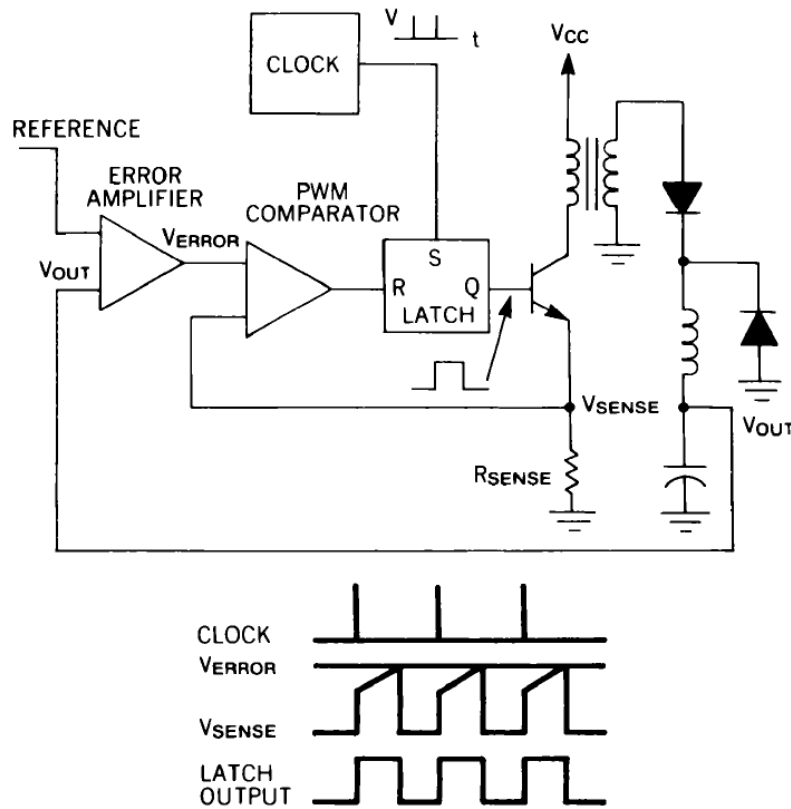 V
t
CLOCK
VCC
REFERENCE
ERROR
AMPLIFIER
PWM
COMPARATOR
VERROR
VOUT
S
R Q
LATCH
VSENSE
VOUT
RSENSE
CLOCK
VERROR
VSENSE
LATCH
OUTPUT